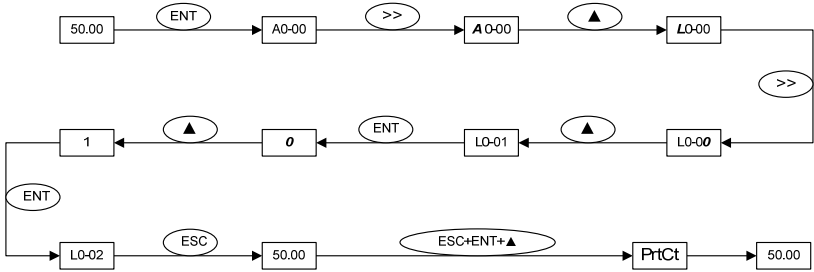 50.00 ENT A0-00 >> A0-00 ▲ L0-00
>>
1 ▲ 0 ENT L0-01 ▲ L0-00
ENT
L0-02 ESC 50.00 ESC+ENT+▲ PrtCt 50.00